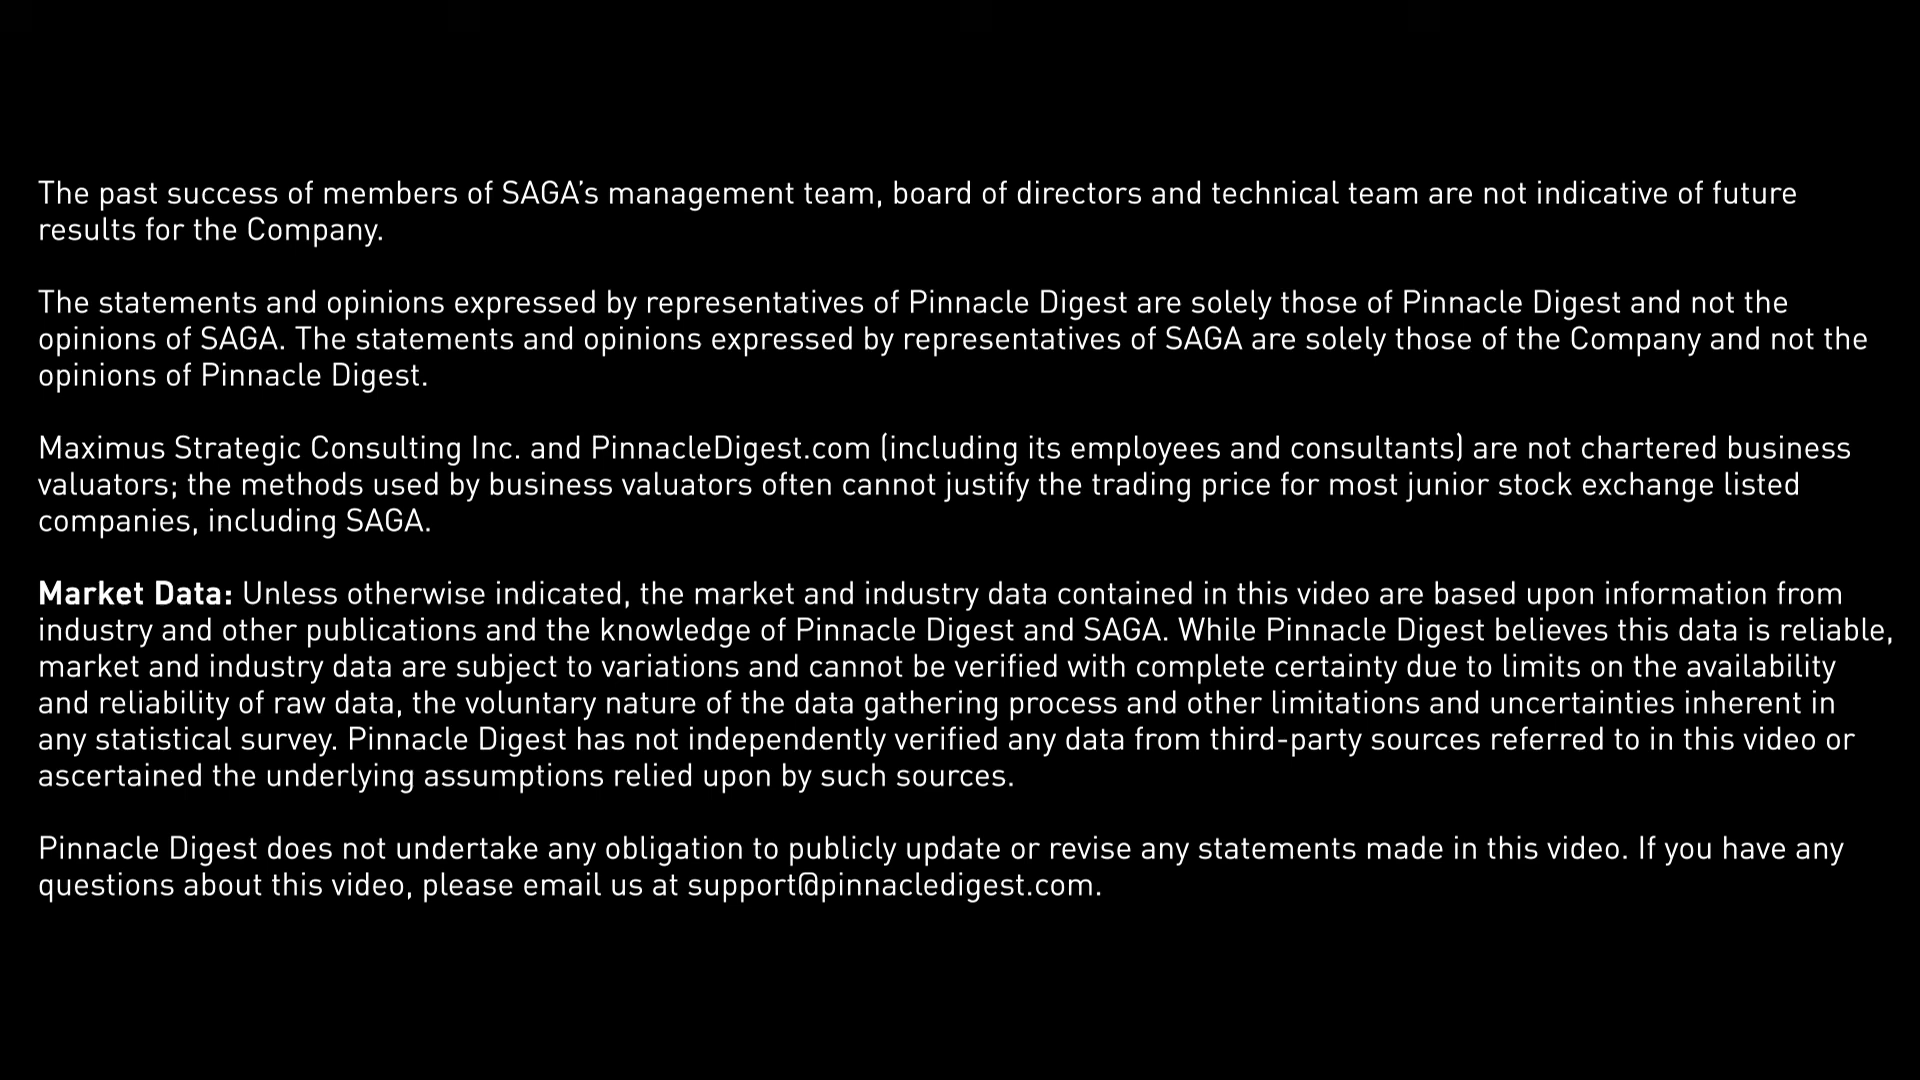 The past success of members of SAGA’s management team, board of directors and technical team are not indicative of future
results for the Company.
The statements and opinions expressed by representatives of Pinnacle Digest are solely those of Pinnacle Digest and not the
opinions of SAGA. The statements and opinions expressed by representatives of SAGA are solely those of the Company and not the
opinions of Pinnacle Digest.
Maximus Strategic Consulting Inc. and PinnacleDigest.com (including its employees and consultants) are not chartered business
valuators; the methods used by business valuators often cannot justify the trading price for most junior stock exchange listed
companies, including SAGA.
Market Data: Unless otherwise indicated, the market and industry data contained in this video are based upon information from
industry and other publications and the knowledge of Pinnacle Digest and SAGA. While Pinnacle Digest believes this data is reliable,
market and industry data are subject to variations and cannot be verified with complete certainty due to limits on the availability
and reliability of raw data, the voluntary nature of the data gathering process and other limitations and uncertainties inherent in
any statistical survey. Pinnacle Digest has not independently verified any data from third-party sources referred to in this video or
ascertained the underlying assumptions relied upon by such sources.
Pinnacle Digest does not undertake any obligation to publicly update or revise any statements made in this video. If you have any
questions about this video, please email us at support@pinnacledigest.com.